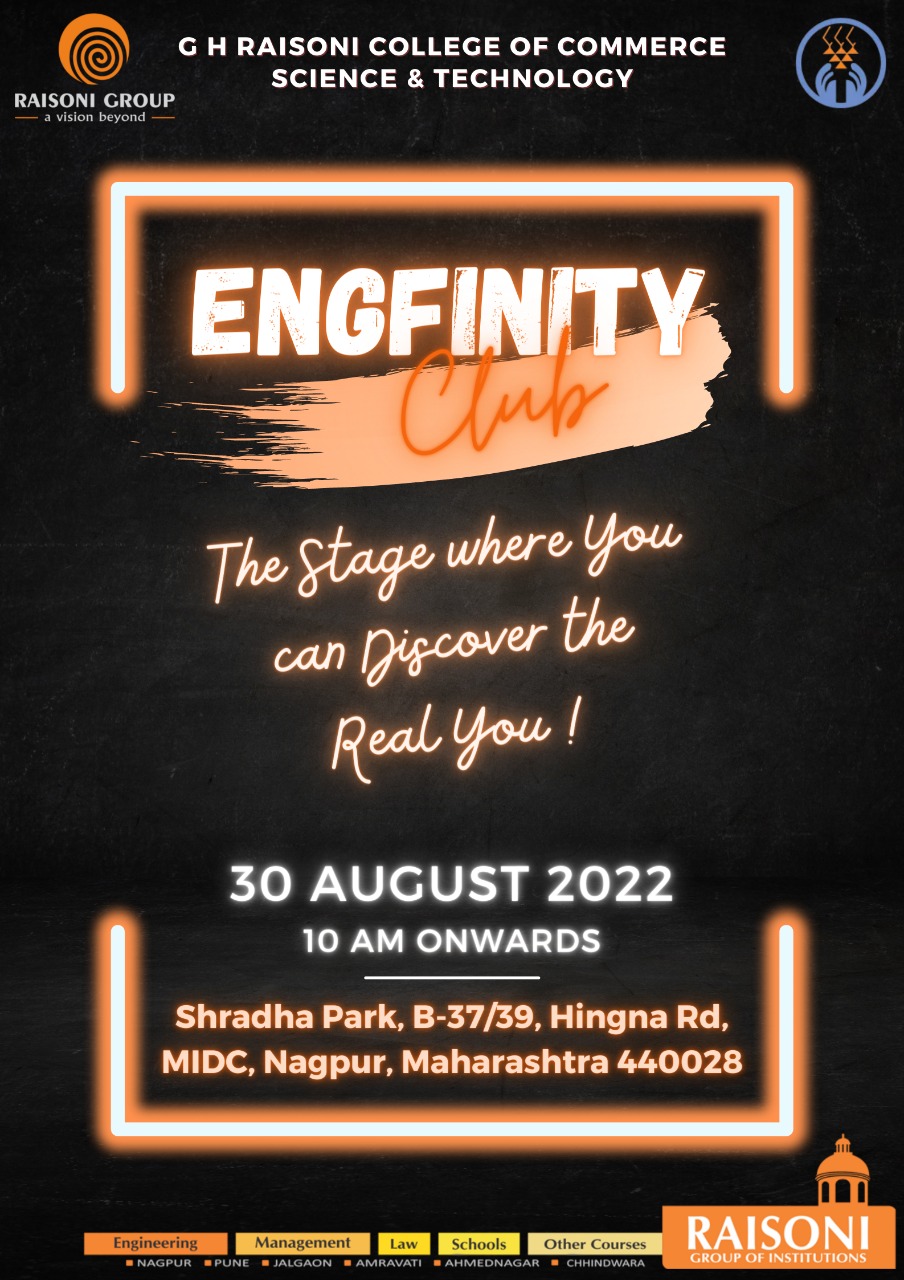 RAISONI GROUP
a vision beyond
G H RAISONI COLLEGE OF COMMERCE
SCIENCE & TECHNOLOGY
ENGFINITY
Club
The Stage where You
can Discover the
Real You !
30 AUGUST 2022
10 AM ONWARDS
Shradha Park, B-37/39, Hingna Rd,
MIDC, Nagpur, Maharashtra 440028
Engineering Management Law Schools Other Courses
NAGPUR PUNE JALGAON AMRAVATI AHMEDNAGAR CHHINDWARA
RAISONI
GROUP OF INSTITUTIONS